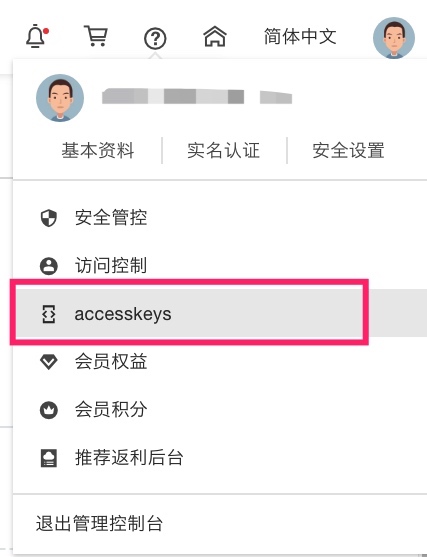 简体中文
基本资料 实名认证 安全设置
安全管控
访问控制
accesskeys
会员权益
会员积分
推荐返利后台
退出管理控制台